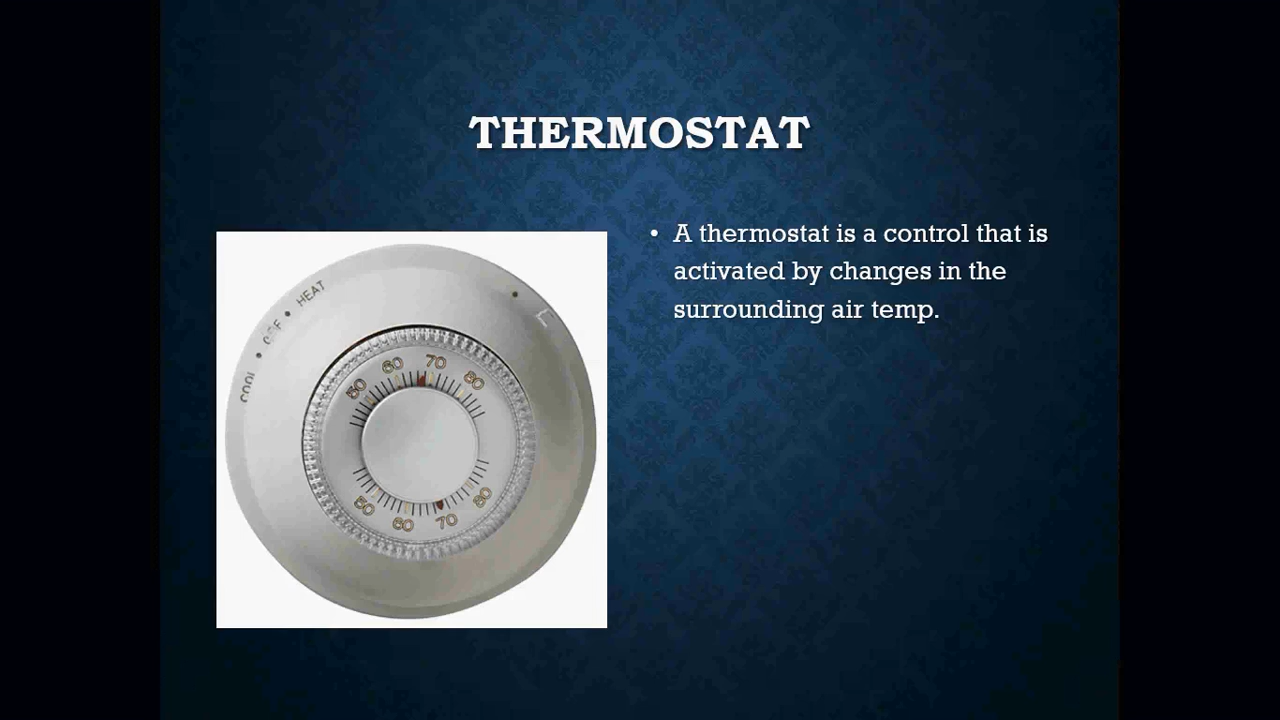 THERMOSTAT
• A thermostat is a control that is
activated by changes in the
surrounding air temp.
HEAT
COOL
50 60 70 80
50 60 70 80